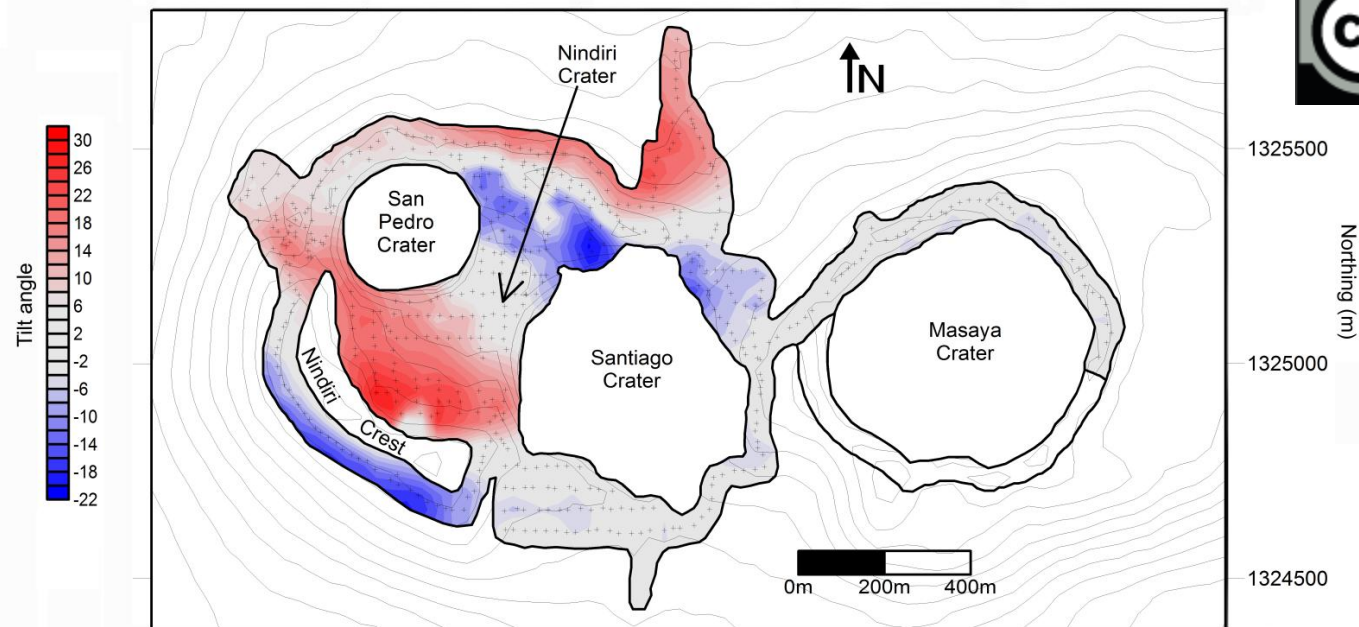 Nindiri
Crater
N
C
30
26
22
18
14
10
6
2
-2
-6
-10
-14
-18
-22
Tilt angle
San
Pedro
Crater
Santiago
Crater
Masaya
Crater
Nindiri
Crest
0m 200m 400m
1325500
1325000
1324500
Northing (m)